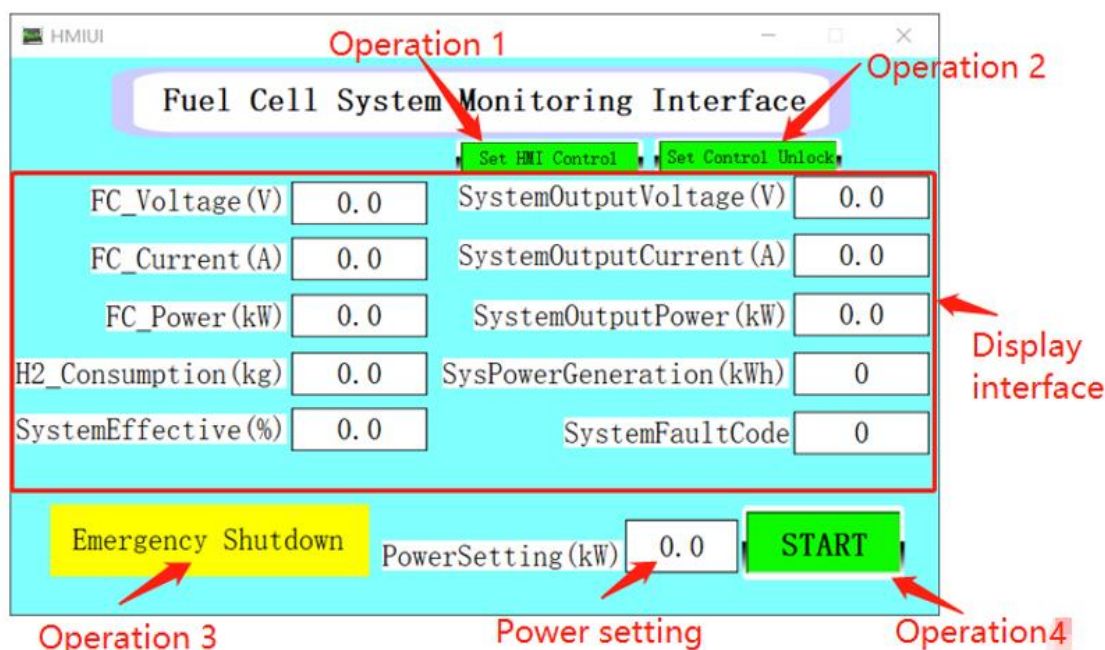 HMIUI
Operation 1
Operation 2
Fuel Cell System Monitoring Interface
Set HMI Control
Set Control Unlock
FC_Voltage(V) 0.0 SystemOutputVoltage(V) 0.0
FC_Current(A) 0.0 SystemOutputCurrent(A) 0.0
FC_Power(kW) 0.0 SystemOutputPower(kW) 0.0
Display
interface
H2_Consumption(kg) 0.0 SysPowerGeneration(kWh) 0
SystemEffective(%) 0.0 SystemFaultCode 0
Emergency Shutdown
PowerSetting(kW) 0.0
START
Operation 3
Power setting
Operation4